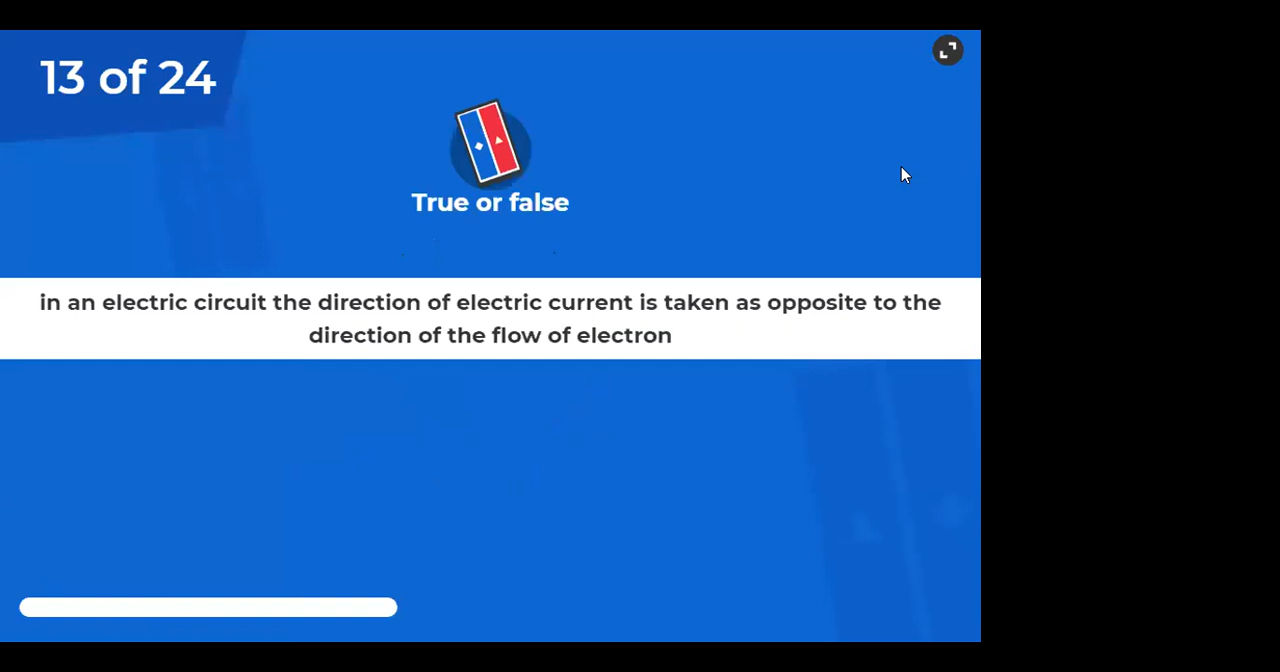 13 of 24
True or false
in an electric circuit the direction of electric current is taken as opposite to the
direction of the flow of electron